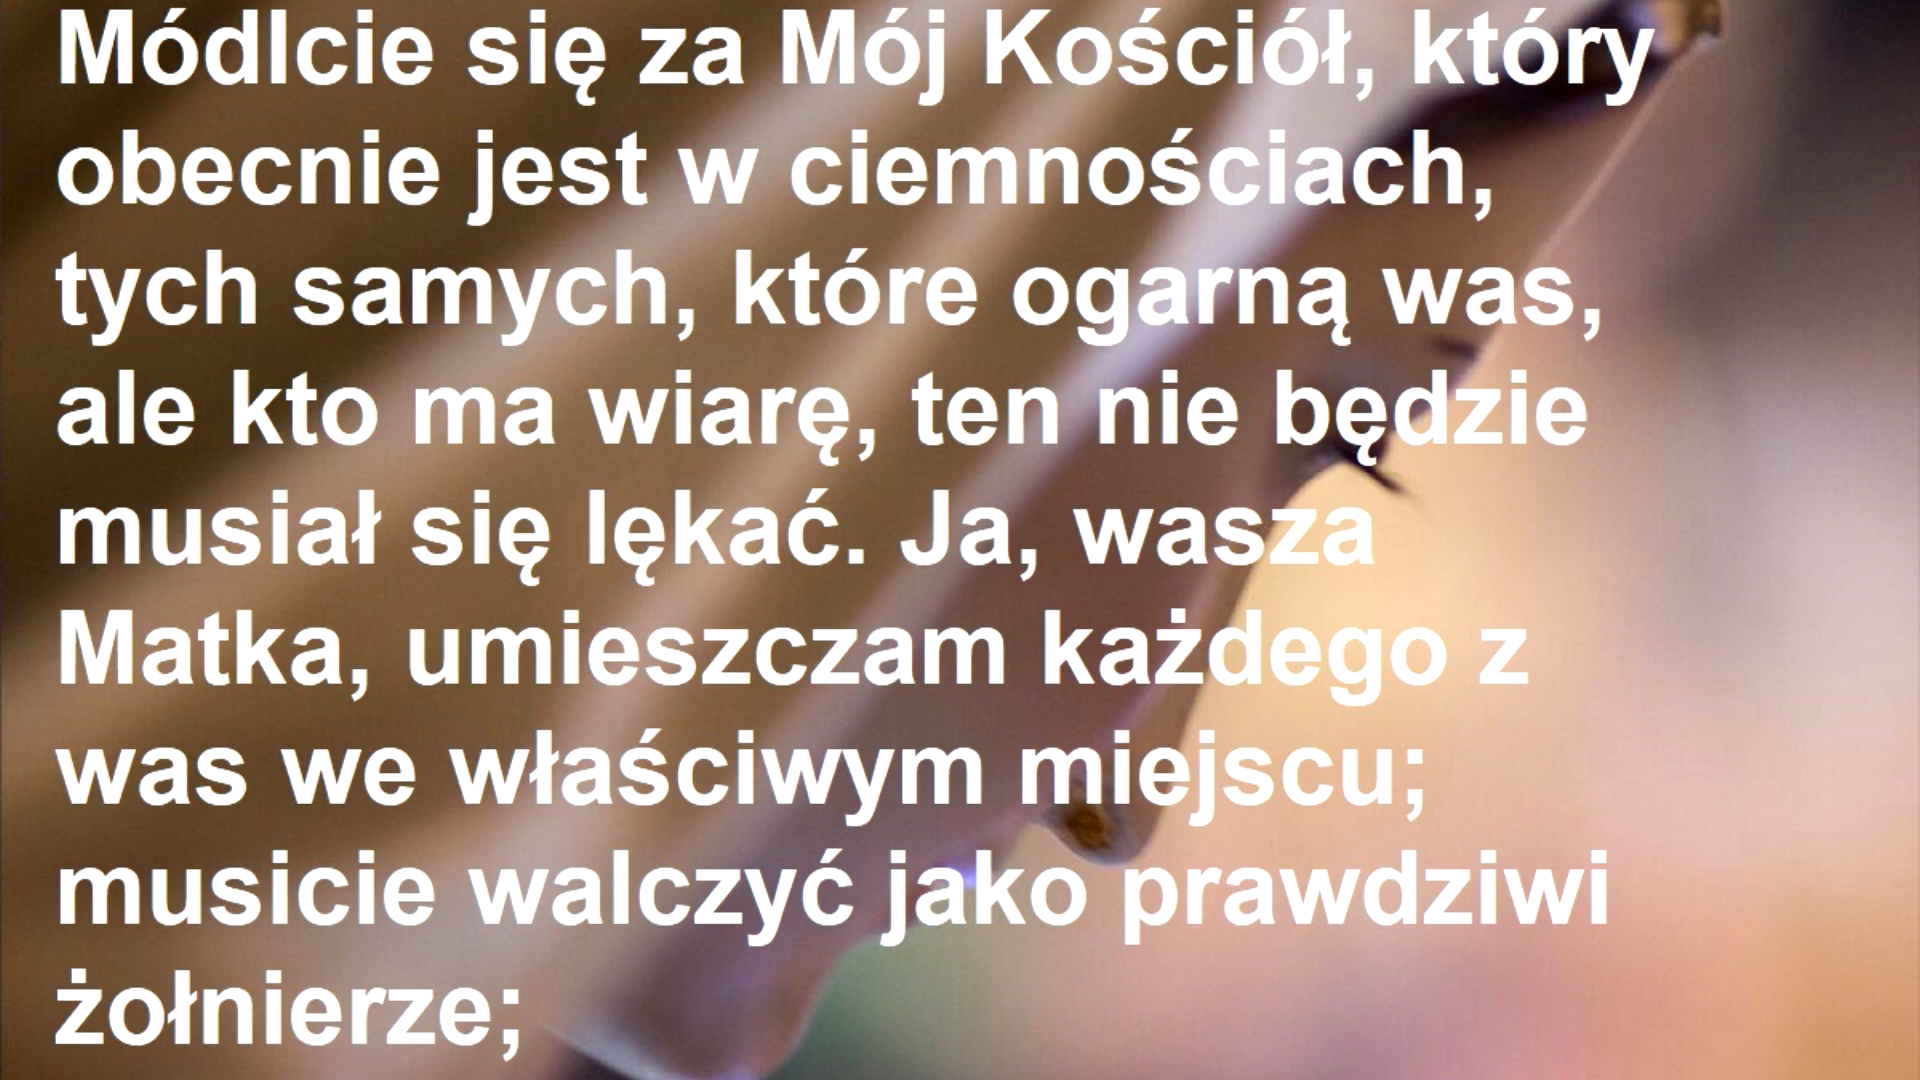 Módlcie się za Mój Kościół, który
obecnie jest w ciemnościach,
tych samych, które ogarną was,
ale kto ma wiarę, ten nie będzie
musiał się lękać. Ja, wasza
Matka, umieszczam każdego z
was we właściwym miejscu;
musicie walczyć jako prawdziwi
żołnierze;